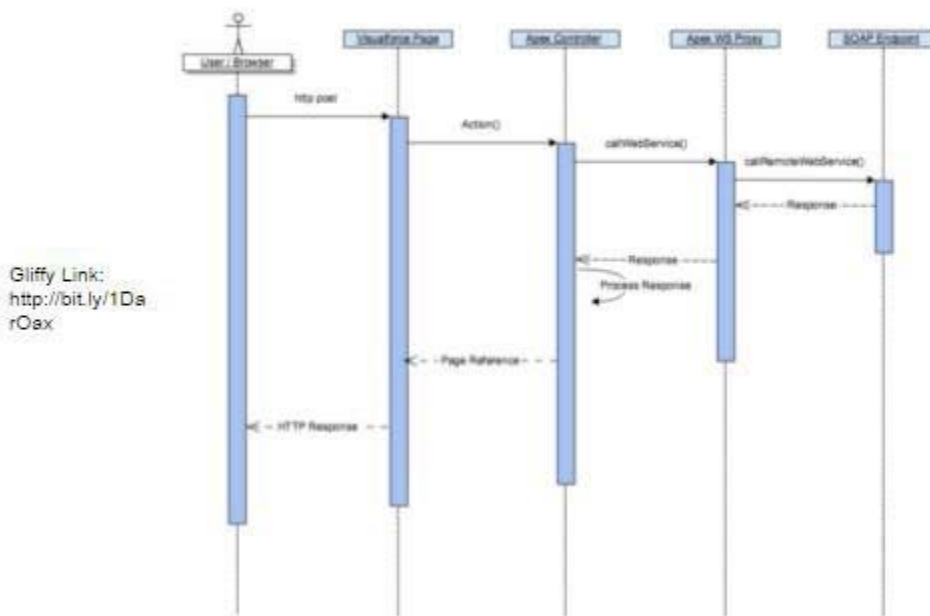 Visualforce Page
Apex Controller
Apex WS Proxy
SOAP Endpoint
User / Browser
http post
Action()
callWebService()
callRemoteWebService()
Response
Response
Process Response
Page Reference
HTTP Response
Gliffy Link:
http://bit.ly/1Da
rOax